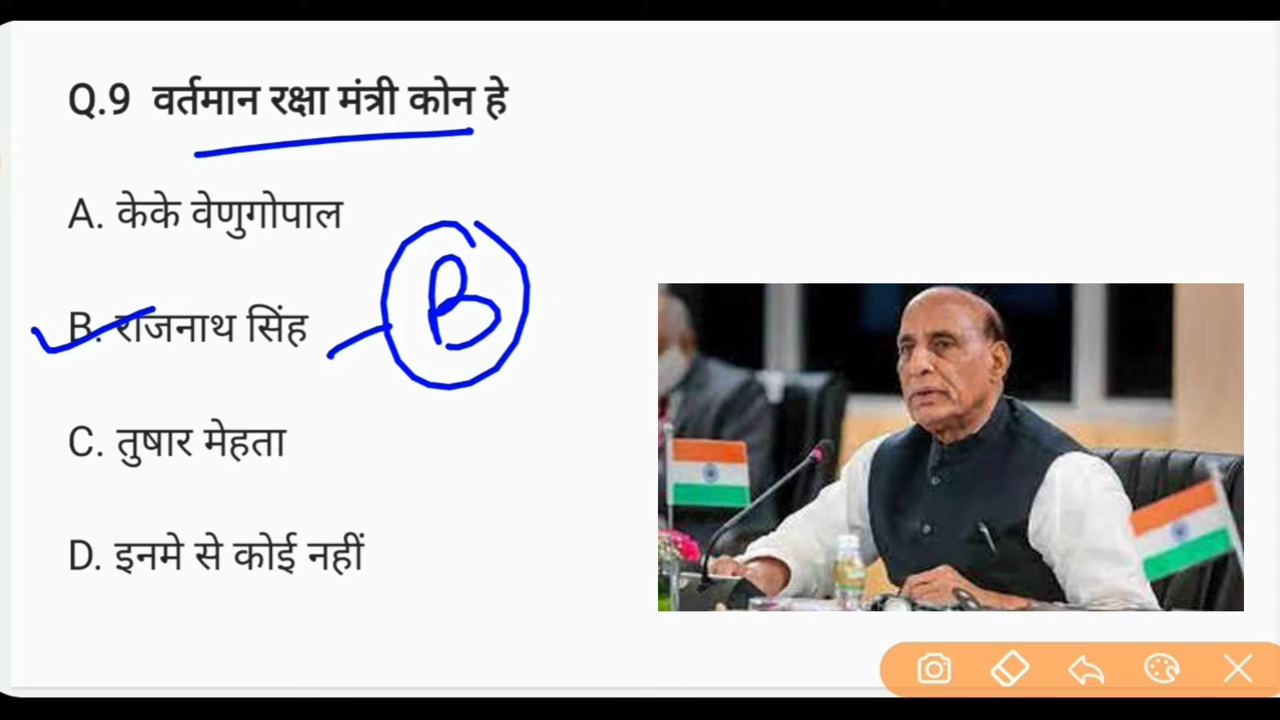 Q.9 वर्तमान रक्षा मंत्री कोन हे
A. केके वेणुगोपाल
B. राजनाथ सिंह
B
C. तुषार मेहता
D. इनमे से कोई नहीं